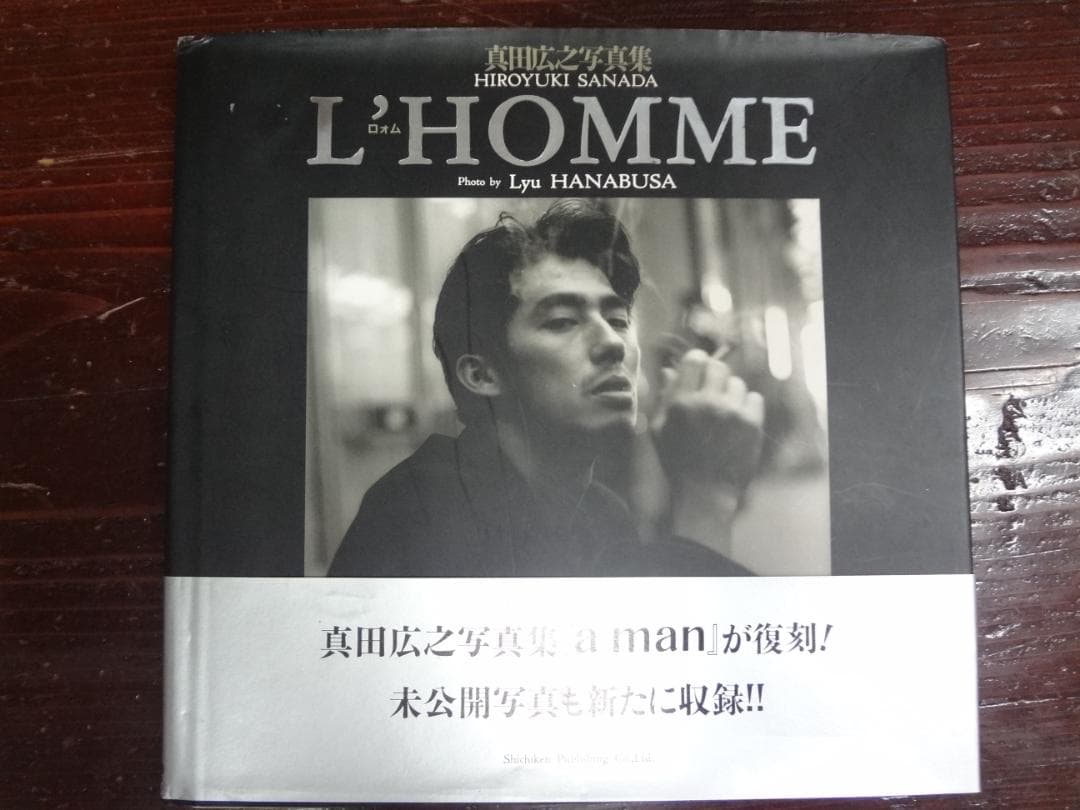 真田広之写真集
HIROYUKI SANADA
L'HOMME
ロォム
Photo by Lyu HANABUSA
真田広之写真集『a man』が復刻!
未公開写真も新たに収録!!
Shichiken Publishing Co.,Ltd.